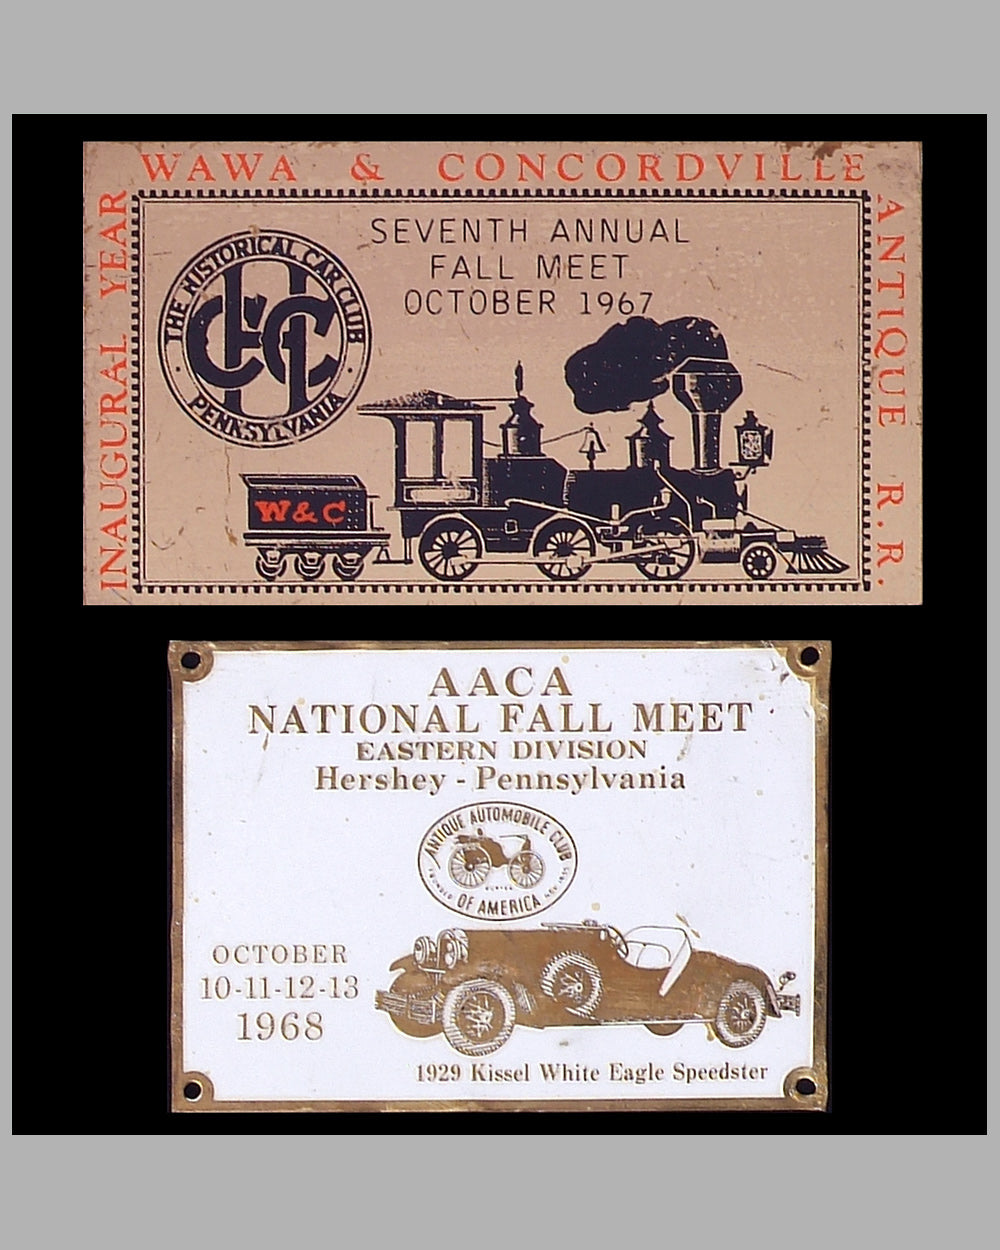 WAWA & CONCORDVILLE
ANTIQUE R.R.
INAUGURAL YEAR
SEVENTH ANNUAL
FALL MEET
OCTOBER 1967
THE HISTORICAL CAR CLUB
PENNSYLVANIA
HCCP
W&C
AACA
NATIONAL FALL MEET
EASTERN DIVISION
Hershey - Pennsylvania
ANTIQUE AUTOMOBILE CLUB
OF AMERICA
OCTOBER
10-11-12-13
1968
1929 Kissel White Eagle Speedster